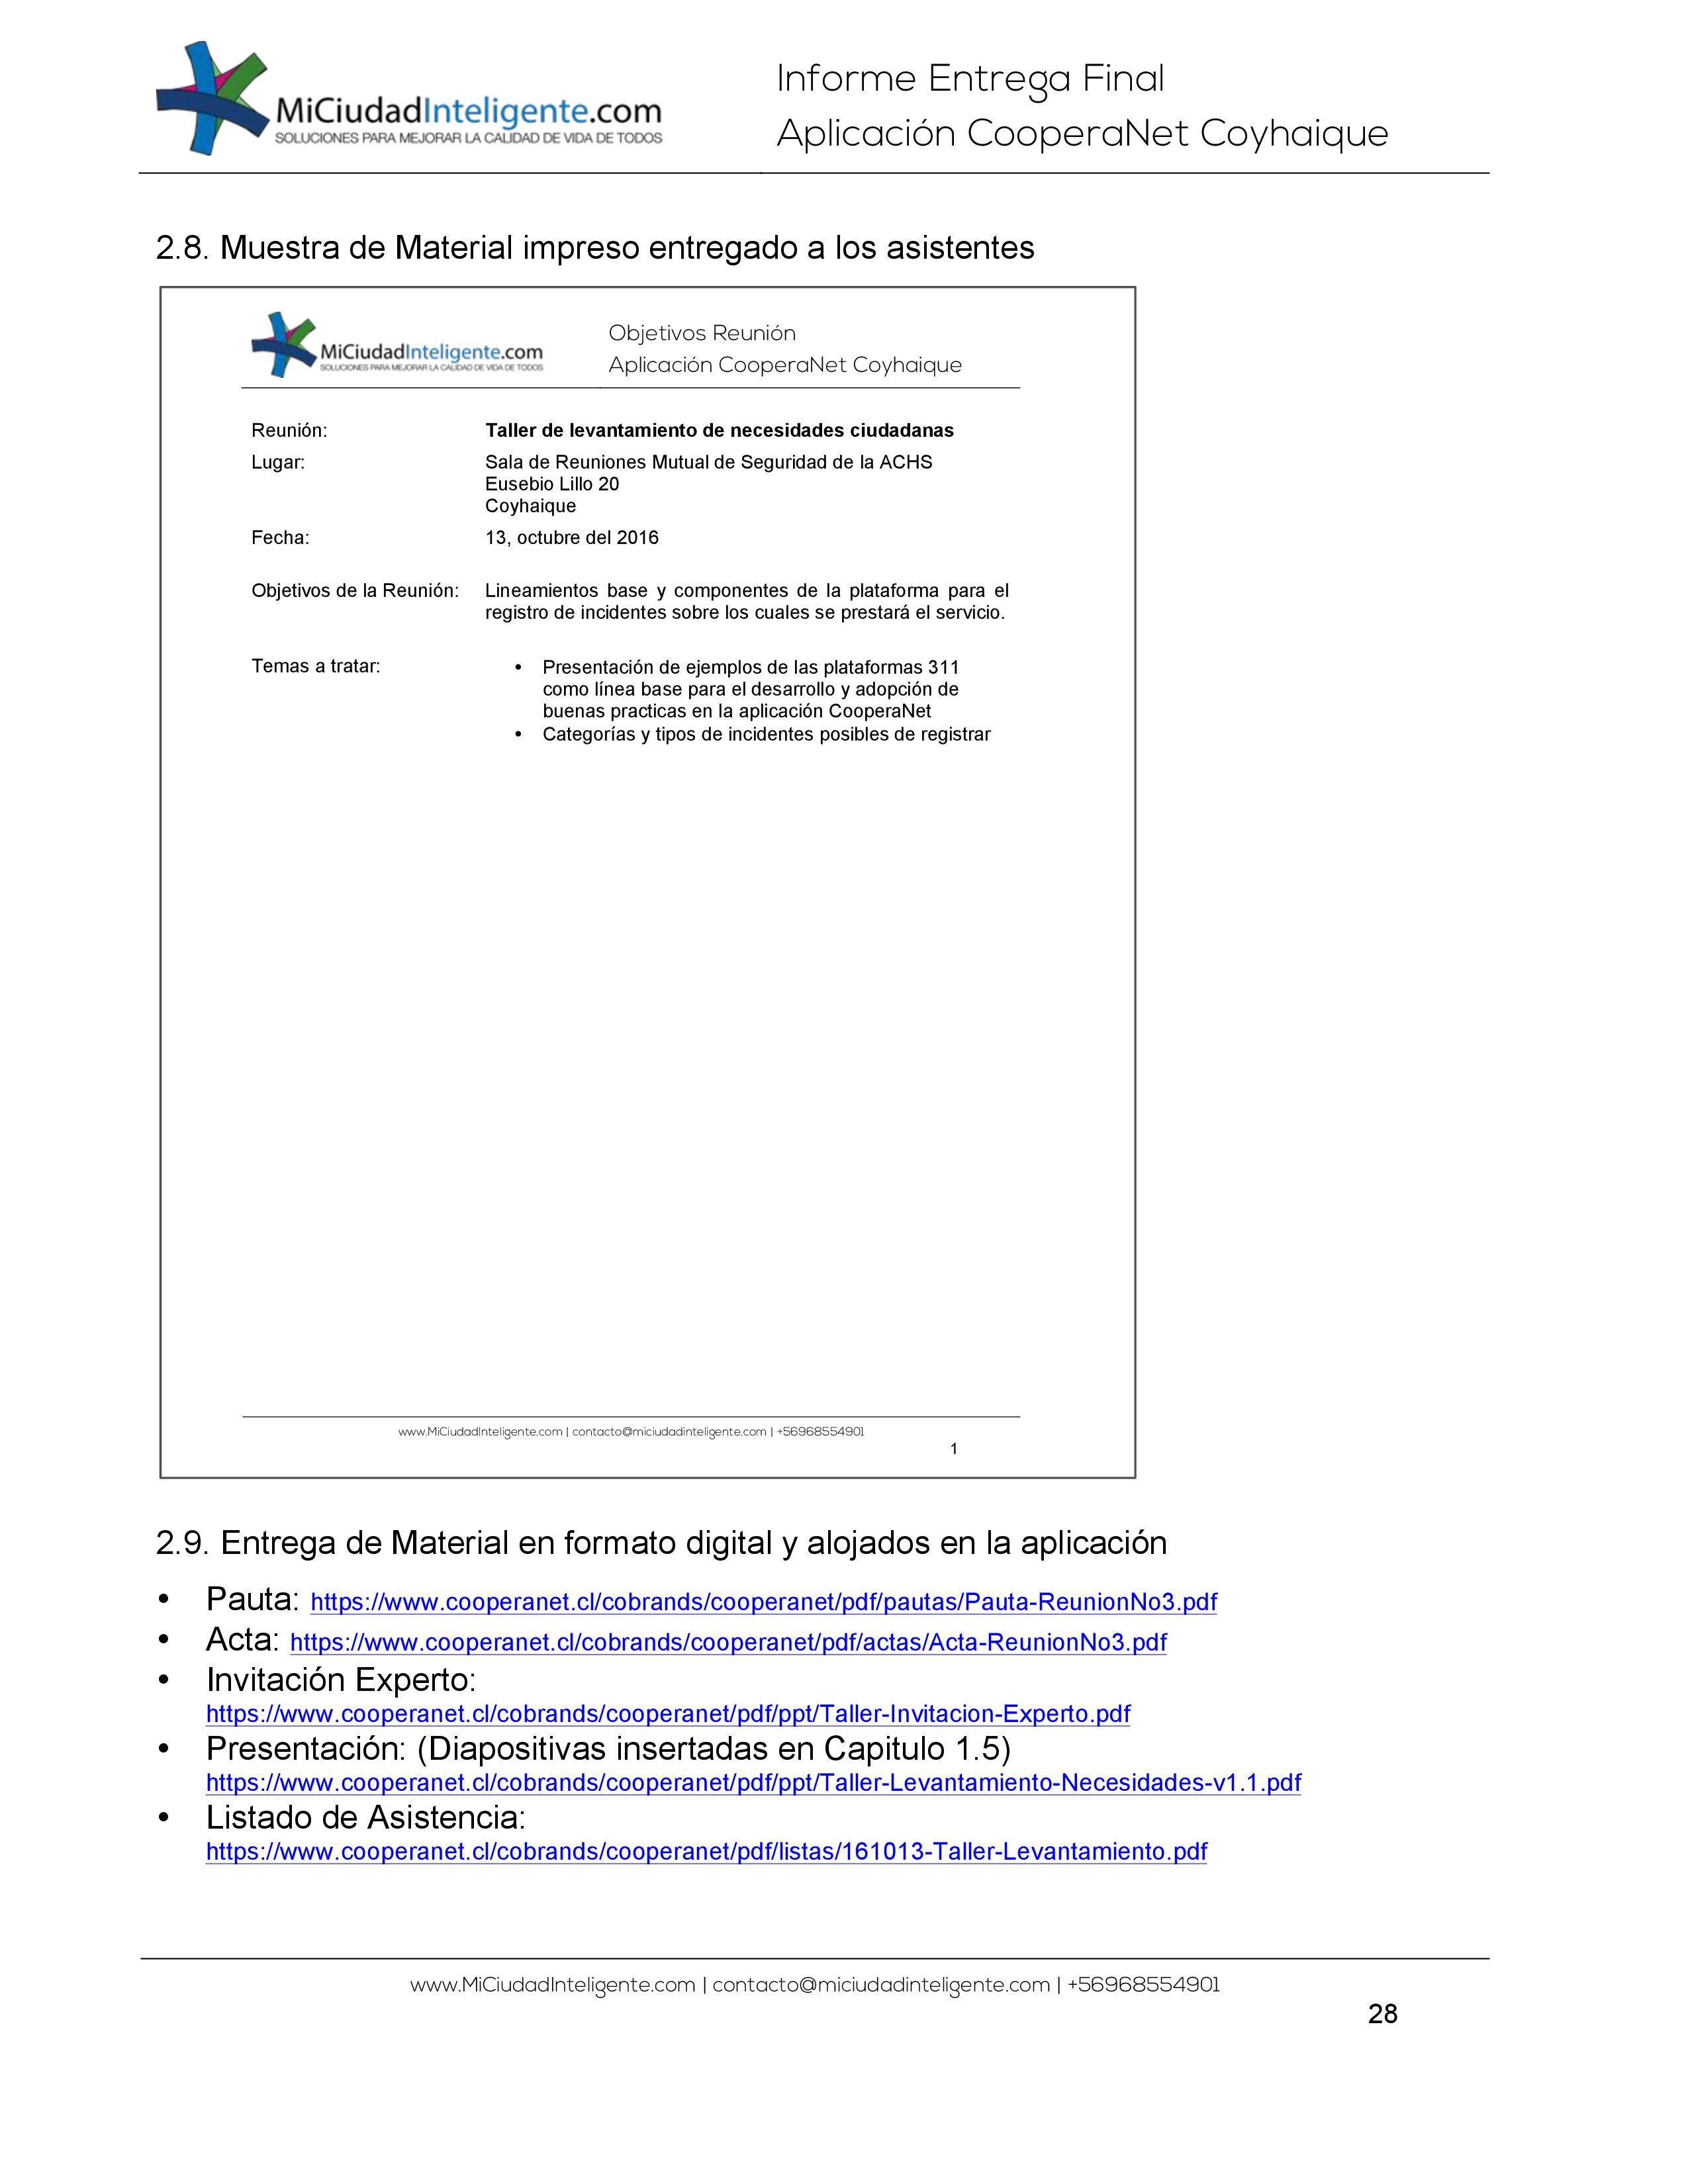 MiCiudadInteligente.com
SOLUCIONES PARA MEJORAR LA CALIDAD DE VIDA DE TODOS
Informe Entrega Final
Aplicación CooperaNet Coyhaique
2.8. Muestra de Material impreso entregado a los asistentes
MiCiudadInteligente.com
SOLUCIONES PARA MEJORAR LA CALIDAD DE VIDA DE TODOS
Objetivos Reunión
Aplicación CooperaNet Coyhaique
Reunión: Taller de levantamiento de necesidades ciudadanas
Lugar: Sala de Reuniones Mutual de Seguridad de la ACHS
Eusebio Lillo 20
Coyhaique
Fecha: 13, octubre del 2016
Objetivos de la Reunión: Lineamientos base y componentes de la plataforma para el
registro de incidentes sobre los cuales se prestará el servicio.
Temas a tratar: • Presentación de ejemplos de las plataformas 311
como línea base para el desarrollo y adopción de
buenas practicas en la aplicación CooperaNet
• Categorías y tipos de incidentes posibles de registrar
www.MiCiudadInteligente.com | contacto@miciudadinteligente.com | +56968554901
1
2.9. Entrega de Material en formato digital y alojados en la aplicación
• Pauta: https://www.cooperanet.cl/cobrands/cooperanet/pdf/pautas/Pauta-ReunionNo3.pdf
• Acta: https://www.cooperanet.cl/cobrands/cooperanet/pdf/actas/Acta-ReunionNo3.pdf
• Invitación Experto:
https://www.cooperanet.cl/cobrands/cooperanet/pdf/ppt/Taller-Invitacion-Experto.pdf
• Presentación: (Diapositivas insertadas en Capitulo 1.5)
https://www.cooperanet.cl/cobrands/cooperanet/pdf/ppt/Taller-Levantamiento-Necesidades-v1.1.pdf
• Listado de Asistencia:
https://www.cooperanet.cl/cobrands/cooperanet/pdf/listas/161013-Taller-Levantamiento.pdf
www.MiCiudadInteligente.com | contacto@miciudadinteligente.com | +56968554901
28